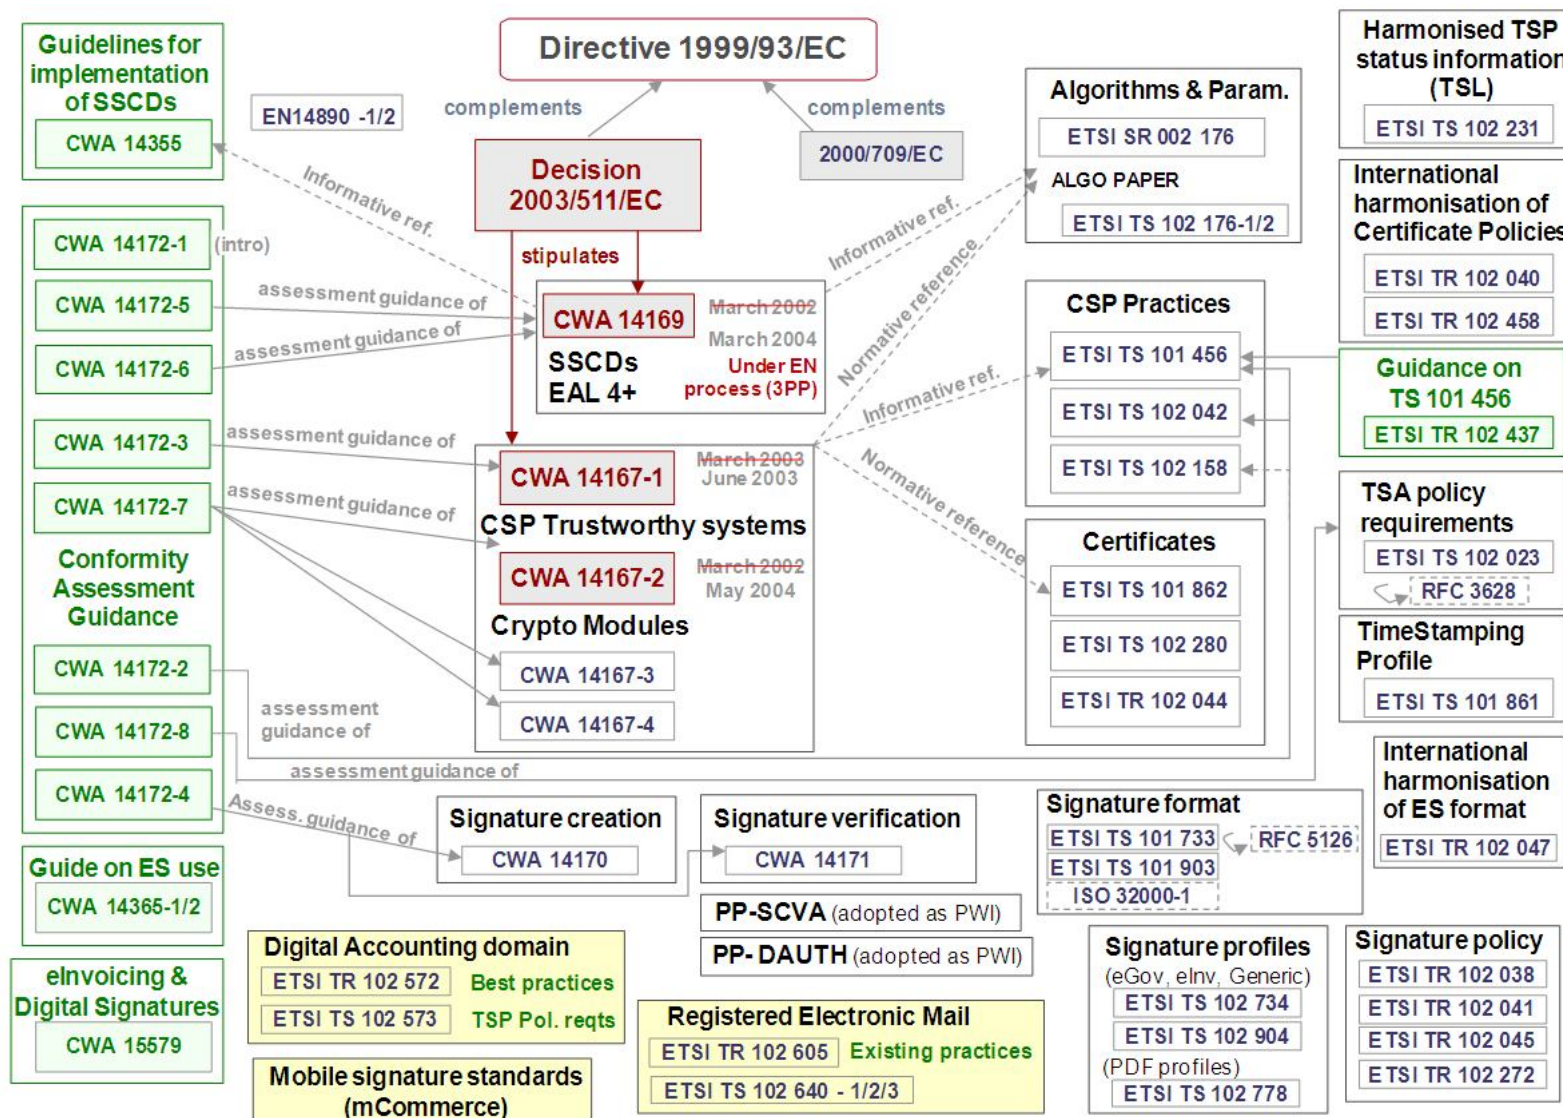 Guidelines for
implementation
of SSCDs
CWA 14355
EN14890 -1/2
Directive 1999/93/EC
complements
complements
Decision
2003/511/EC
2000/709/EC
stipulates
Informative ref.
CWA 14172-1
(intro)
CWA 14172-5
assessment guidance of
CWA 14172-6
assessment guidance of
CWA 14172-3
assessment guidance of
CWA 14172-7
assessment guidance of
Conformity
Assessment
Guidance
CWA 14172-2
assessment
guidance of
CWA 14172-8
assessment guidance of
CWA 14172-4
Assess. guidance of
CWA 14169
March 2002
March 2004
SSCDs
EAL 4+
Under EN
process (3PP)
CWA 14167-1
March 2003
June 2003
CSP Trustworthy systems
CWA 14167-2
March 2002
May 2004
Crypto Modules
CWA 14167-3
CWA 14167-4
Informative ref.
Normative reference
Informative ref.
Normative reference
Algorithms & Param.
ETSI SR 002 176
ALGO PAPER
ETSI TS 102 176-1/2
CSP Practices
ETSI TS 101 456
ETSI TS 102 042
ETSI TS 102 158
Certificates
ETSI TS 101 862
ETSI TS 102 280
ETSI TR 102 044
Harmonised TSP
status information
(TSL)
ETSI TS 102 231
International
harmonisation of
Certificate Policies
ETSI TR 102 040
ETSI TR 102 458
Guidance on
TS 101 456
ETSI TR 102 437
TSA policy
requirements
ETSI TS 102 023
RFC 3628
TimeStamping
Profile
ETSI TS 101 861
International
harmonisation
of ES format
ETSI TR 102 047
Signature creation
CWA 14170
Signature verification
CWA 14171
Signature format
ETSI TS 101 733
RFC 5126
ETSI TS 101 903
ISO 32000-1
PP-SCVA (adopted as PWI)
PP- DAUTH (adopted as PWI)
Guide on ES use
CWA 14365-1/2
eInvoicing &
Digital Signatures
CWA 15579
Digital Accounting domain
ETSI TR 102 572 Best practices
ETSI TS 102 573 TSP Pol. reqts
Mobile signature standards
(mCommerce)
Registered Electronic Mail
ETSI TR 102 605 Existing practices
ETSI TS 102 640 - 1/2/3
Signature profiles
(eGov, eInv, Generic)
ETSI TS 102 734
ETSI TS 102 904
(PDF profiles)
ETSI TS 102 778
Signature policy
ETSI TR 102 038
ETSI TR 102 041
ETSI TR 102 045
ETSI TR 102 272